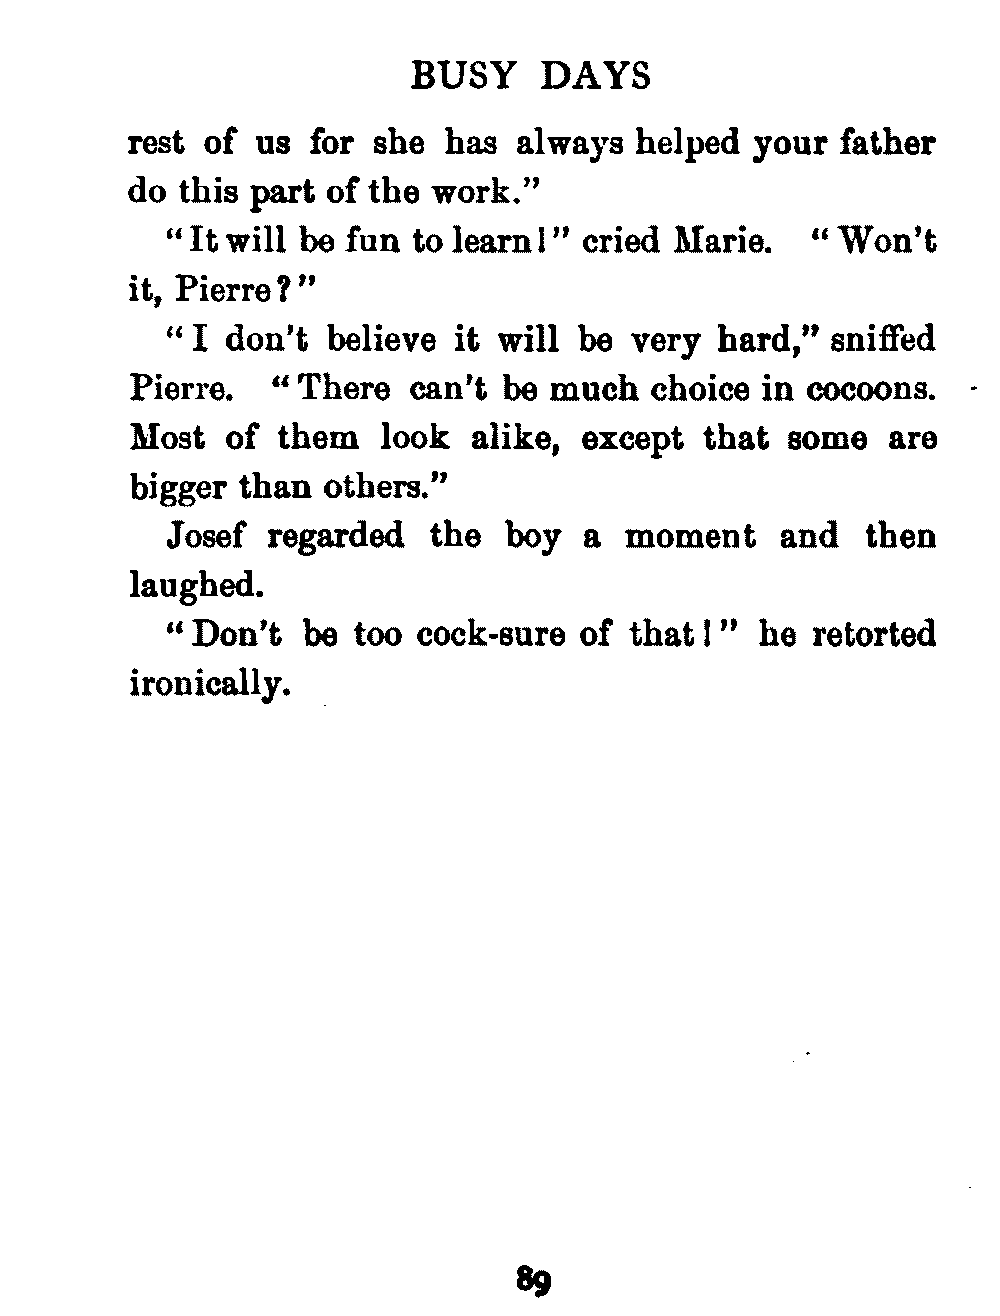 BUSY DAYS
rest of us for she has always helped your father
do this part of the work."
"It will be fun to learn!" cried Marie. "Won't
it, Pierre?"
"I don't believe it will be very hard," sniffed
Pierre. "There can't be much choice in cocoons.
Most of them look alike, except that some are
bigger than others."
Josef regarded the boy a moment and then
laughed.
"Don't be too cock-sure of that!" he retorted
ironically.
89